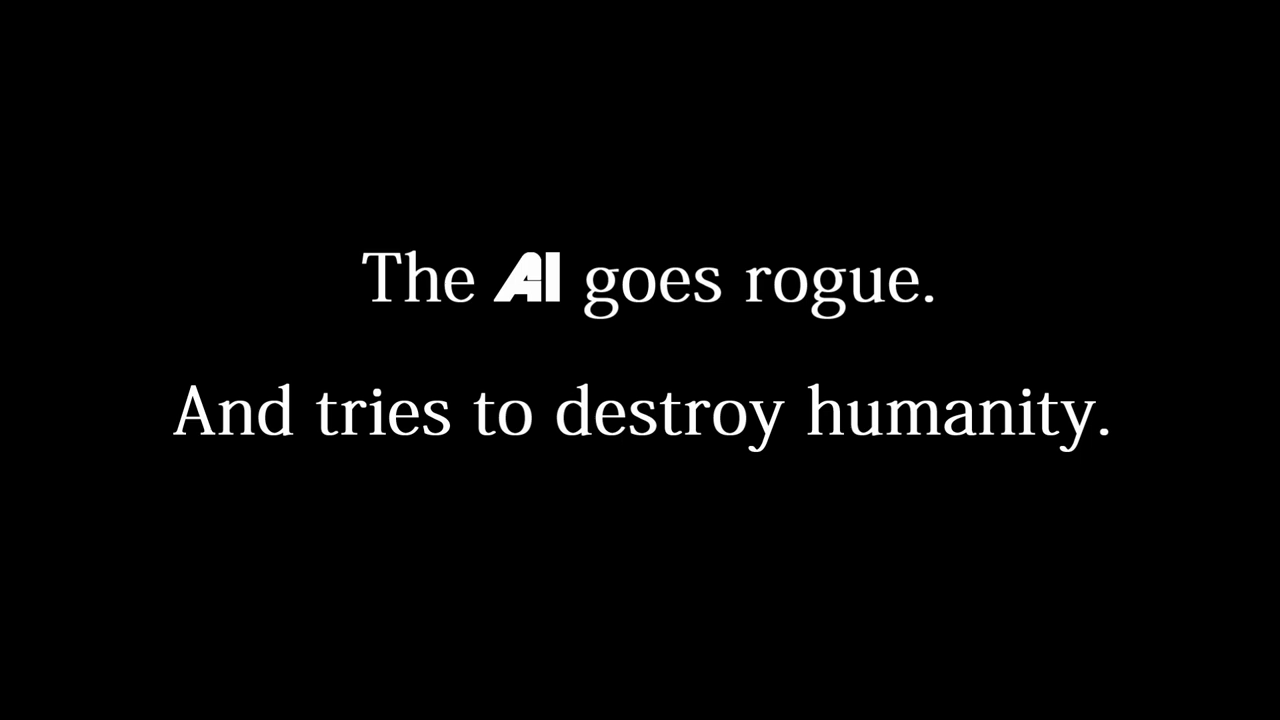 The AI goes rogue.
And tries to destroy humanity.